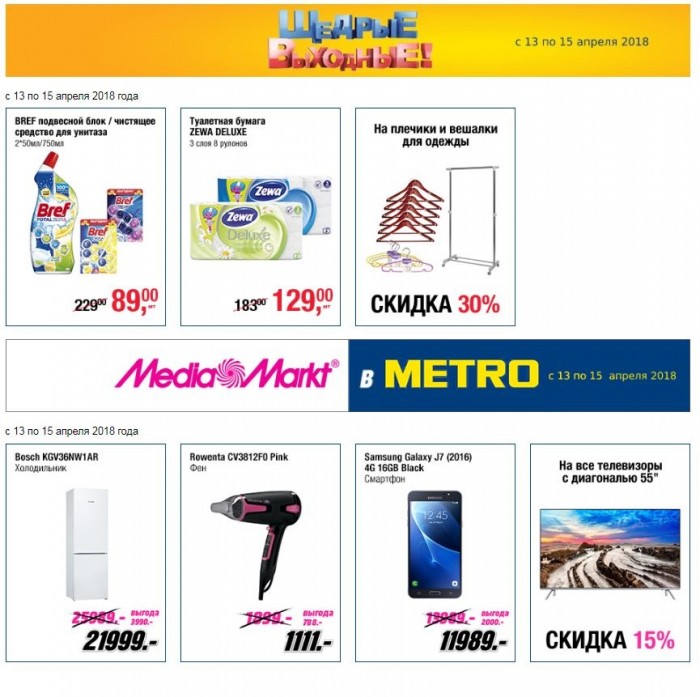 ЩЕДРЫЕ
ВЫХОДНЫЕ!
с 13 по 15 апреля 2018
с 13 по 15 апреля 2018 года
BREF подвесной блок / чистящее
средство для унитаза
2*50мл/750мл
Bref
Bref
Bref
229⁰⁰ 89,⁰⁰ шт
Туалетная бумага
ZEWA DELUXE
3 слоя 8 рулонов
Zewa
Zewa
Deluxe
183⁰⁰ 129,⁰⁰ шт
На плечики и вешалки
для одежды
СКИДКА 30%
Media Markt®
в METRO
с 13 по 15 апреля 2018
с 13 по 15 апреля 2018 года
Bosch KGV36NW1AR
Холодильник
25989.- выгода
3990.-
21999.-
Rowenta CV3812F0 Pink
Фен
1899.- выгода
788.-
1111.-
Samsung Galaxy J7 (2016)
4G 16GB Black
Смартфон
13989.- выгода
2000.-
11989.-
На все телевизоры
с диагональю 55"
СКИДКА 15%